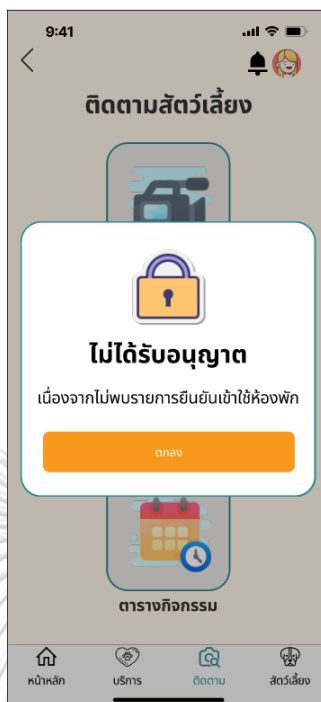 9:41
ติดตามสัตว์เลี้ยง
ไม่ได้รับอนุญาต
เนื่องจากไม่พบรายการยืนยันเข้าใช้ห้องพัก
ตกลง
ตารางกิจกรรม
หน้าหลัก บริการ ติดตาม สัตว์เลี้ยง